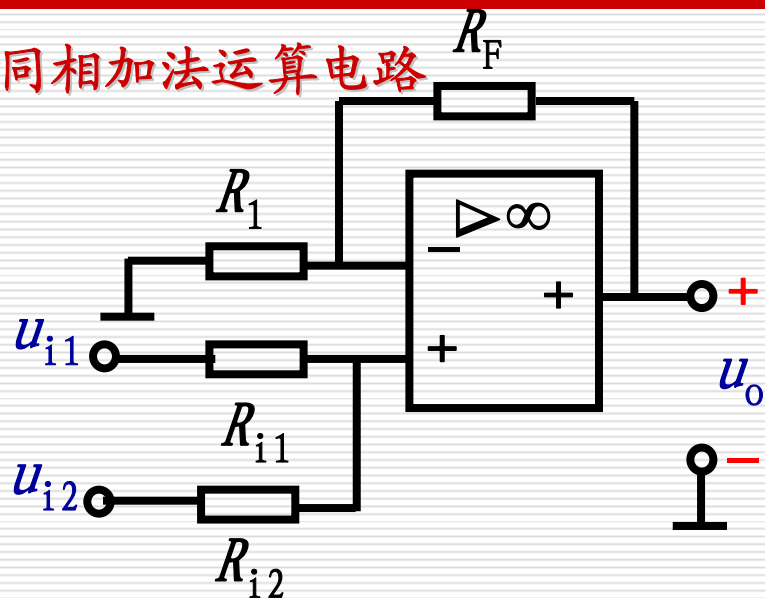 同相加法运算电路
R_F
R_1
▷∞
−
+
+
+
u_i1
R_i1
u_o
u_i2
−
R_i2